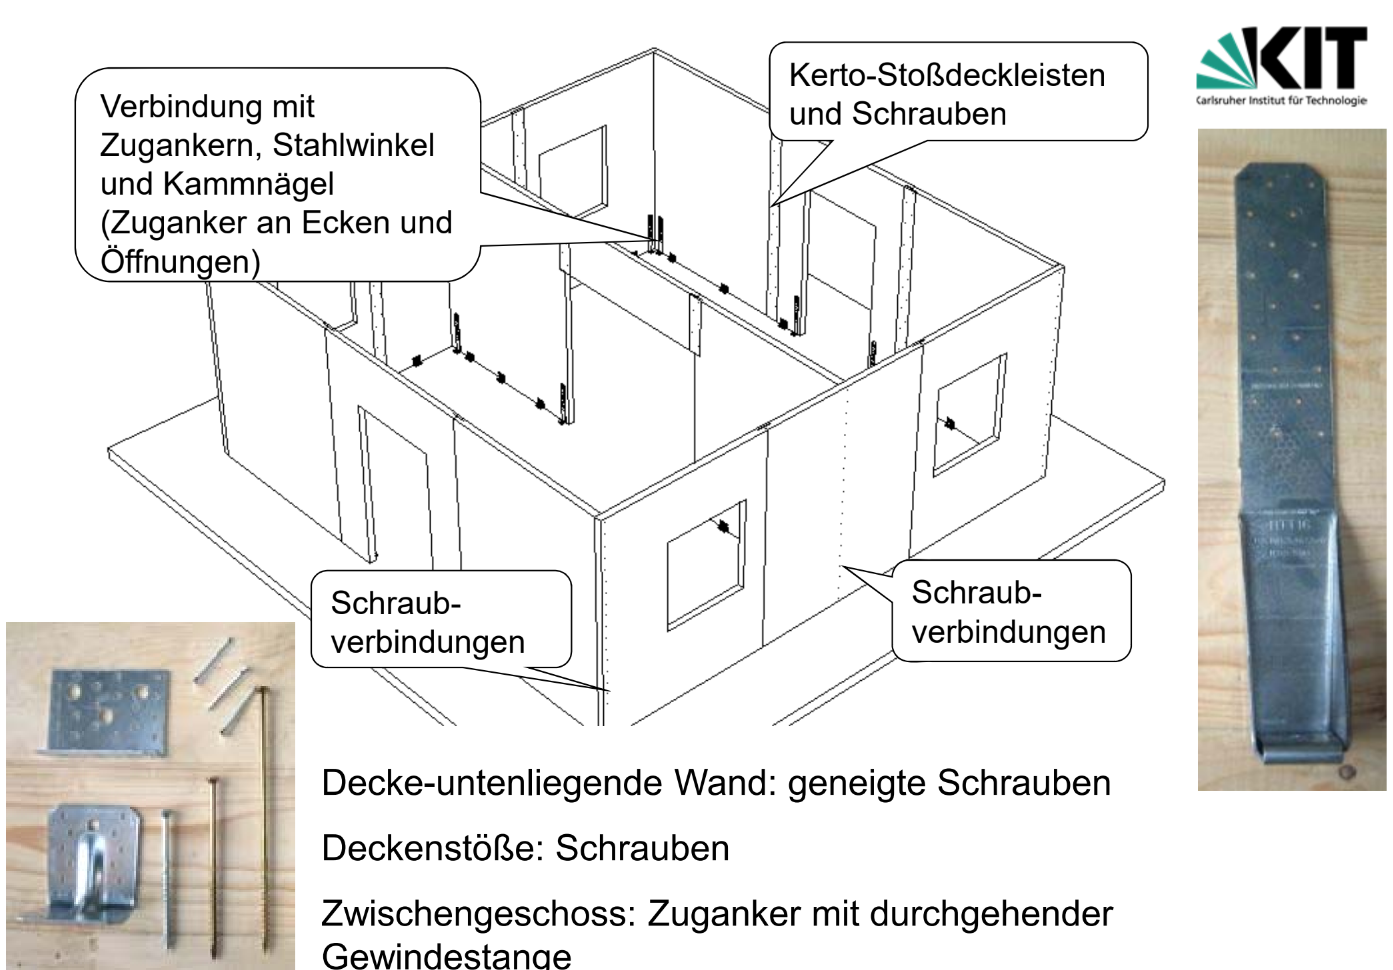 Verbindung mit
Zugankern, Stahlwinkel
und Kammnägel
(Zuganker an Ecken und
Öffnungen)
Kerto-Stoßdeckleisten
und Schrauben
KIT
Karlsruher Institut für Technologie
Schraub-
verbindungen
Schraub-
verbindungen
Decke-untenliegende Wand: geneigte Schrauben
Deckenstöße: Schrauben
Zwischengeschoss: Zuganker mit durchgehender
Gewindestange